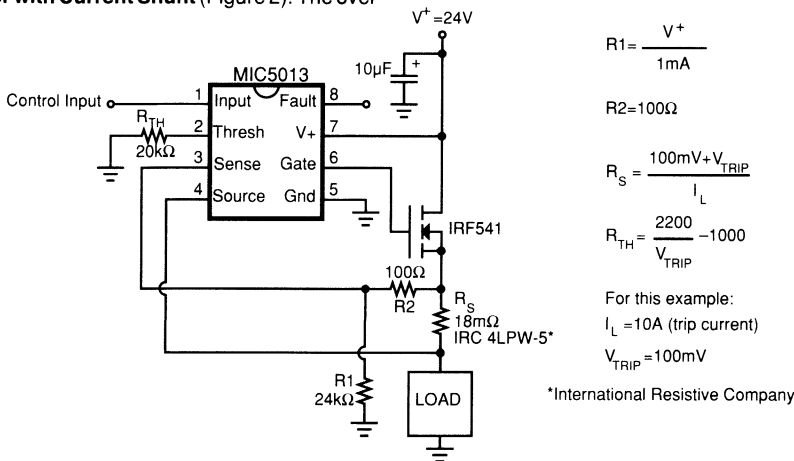 er with Current Shunt (Figure 2). The over-
V+ =24V
10µF +
MIC5013
Control Input
1 Input
Fault 8
RTH
20kΩ
2 Thresh
V+ 7
3 Sense
Gate 6
4 Source
Gnd 5
IRF541
100Ω
R2
RS
18mΩ
IRC 4LPW-5*
R1
24kΩ
LOAD
R1= V+ / 1mA
R2=100Ω
RS = 100mV+VTRIP / IL
RTH = 2200 / VTRIP −1000
For this example:
IL =10A (trip current)
VTRIP=100mV
*International Resistive Company